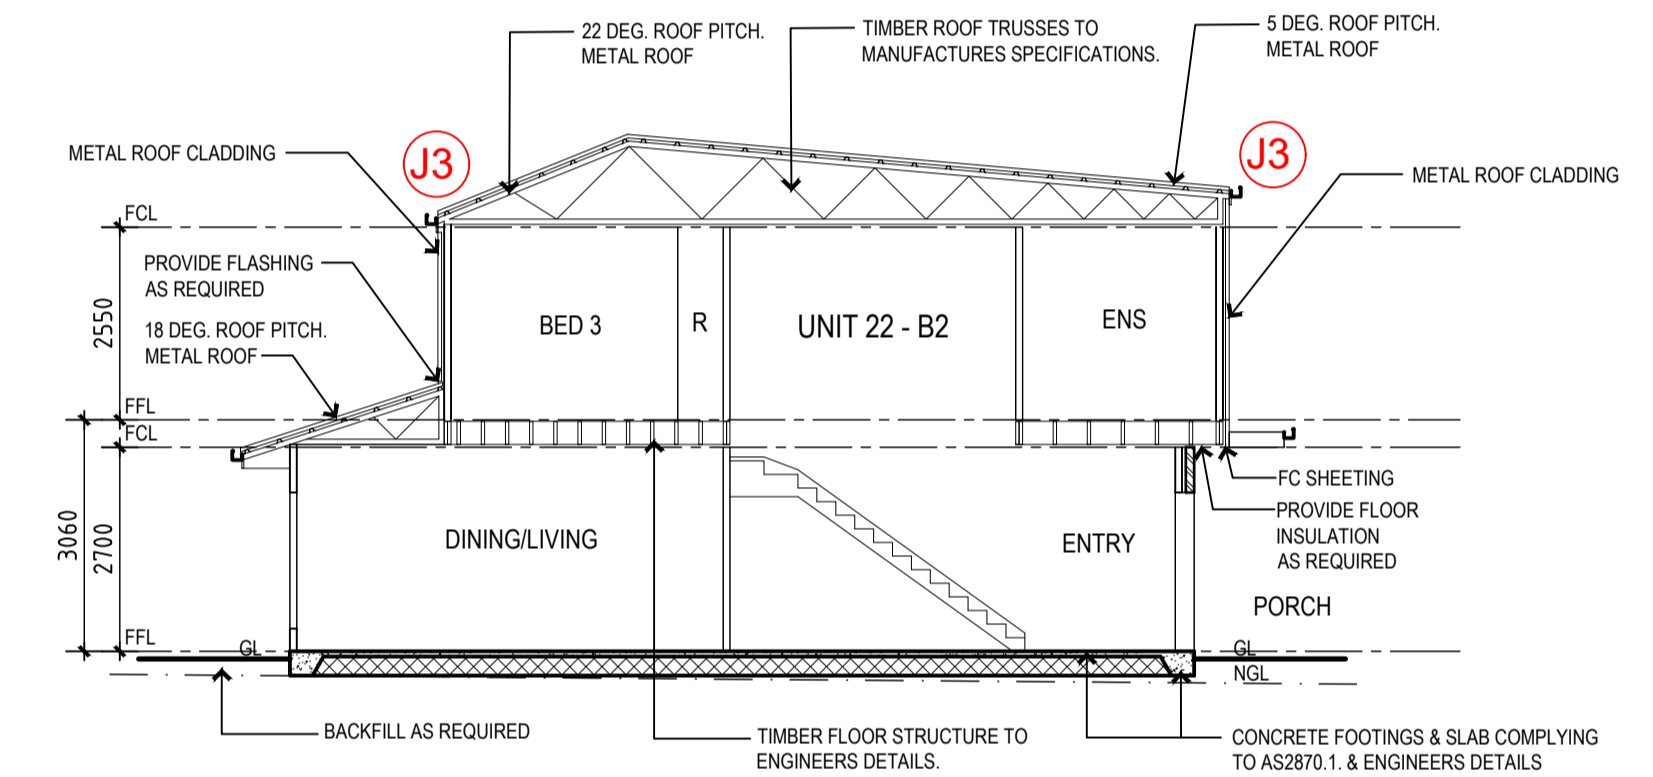 22 DEG. ROOF PITCH.
METAL ROOF
TIMBER ROOF TRUSSES TO
MANUFACTURES SPECIFICATIONS.
5 DEG. ROOF PITCH.
METAL ROOF
METAL ROOF CLADDING
J3
J3
METAL ROOF CLADDING
FCL
PROVIDE FLASHING
AS REQUIRED
2550
18 DEG. ROOF PITCH.
METAL ROOF
BED 3
R
UNIT 22 - B2
ENS
FFL
FCL
FC SHEETING
PROVIDE FLOOR
INSULATION
AS REQUIRED
3060
2700
DINING/LIVING
ENTRY
PORCH
FFL
GL
GL
NGL
BACKFILL AS REQUIRED
TIMBER FLOOR STRUCTURE TO
ENGINEERS DETAILS.
CONCRETE FOOTINGS & SLAB COMPLYING
TO AS2870.1. & ENGINEERS DETAILS